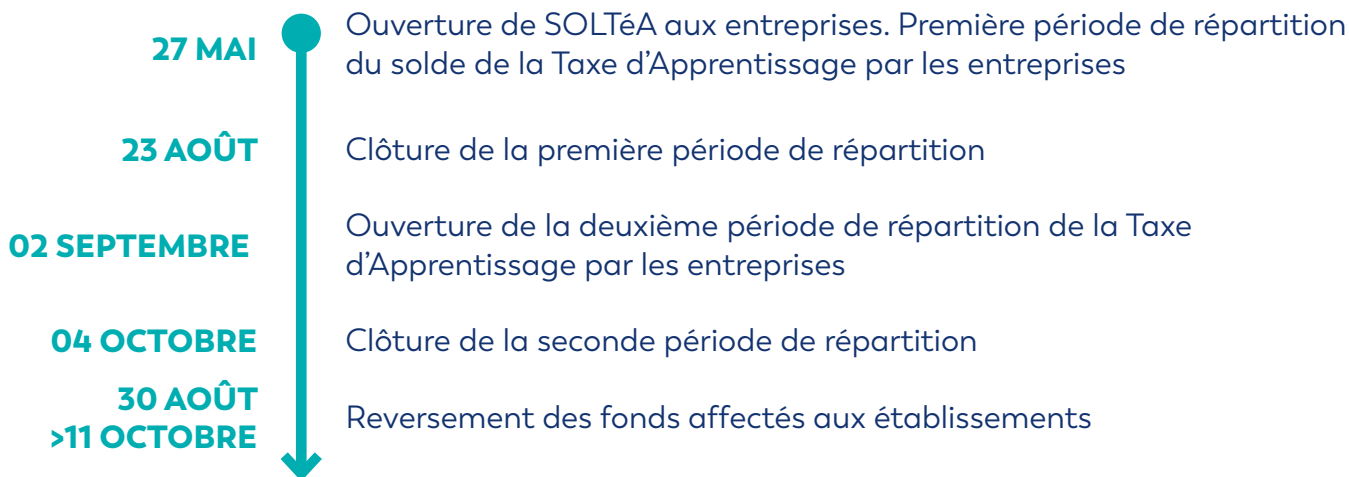 27 MAI
Ouverture de SOLTéA aux entreprises. Première période de répartition
du solde de la Taxe d’Apprentissage par les entreprises
23 AOÛT
Clôture de la première période de répartition
02 SEPTEMBRE
Ouverture de la deuxième période de répartition de la Taxe
d’Apprentissage par les entreprises
04 OCTOBRE
Clôture de la seconde période de répartition
30 AOÛT
>11 OCTOBRE
Reversement des fonds affectés aux établissements